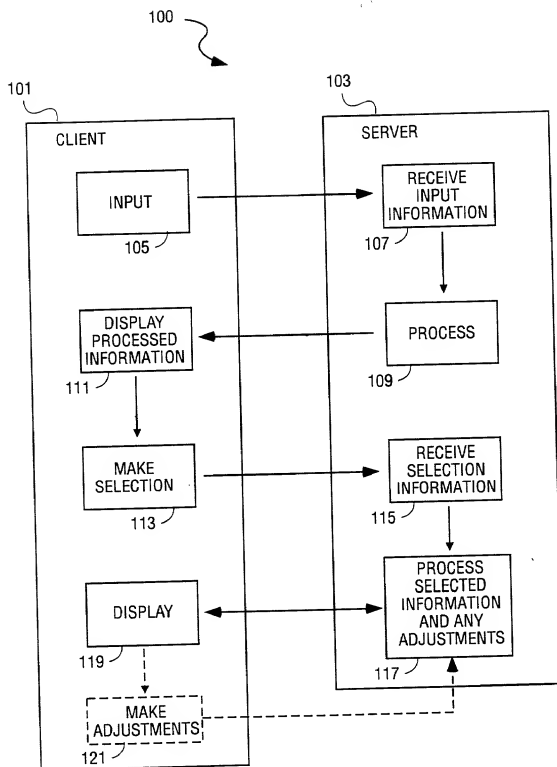 100
101
103
CLIENT
SERVER
INPUT
105
RECEIVE
INPUT
INFORMATION
107
DISPLAY
PROCESSED
INFORMATION
111
PROCESS
109
MAKE
SELECTION
113
RECEIVE
SELECTION
INFORMATION
115
DISPLAY
119
PROCESS
SELECTED
INFORMATION
AND ANY
ADJUSTMENTS
117
MAKE
ADJUSTMENTS
121